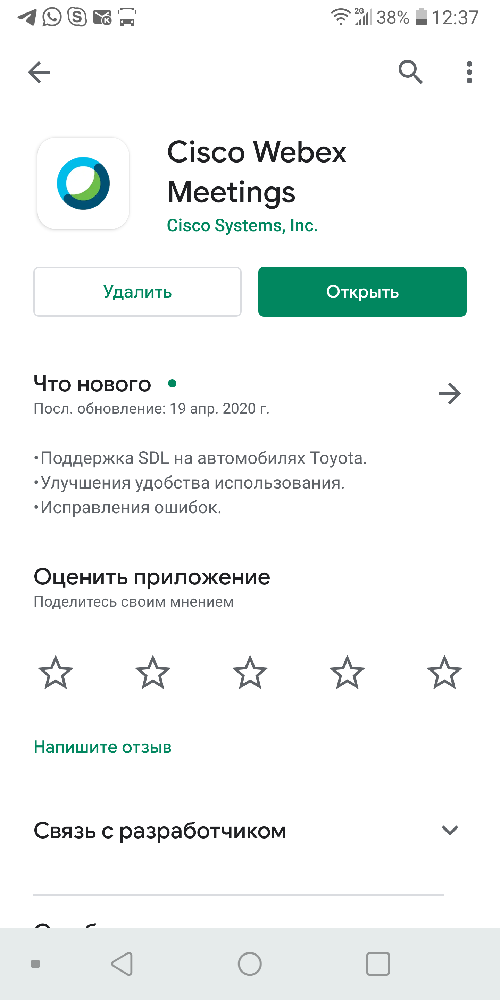 2G 38% 12:37
Cisco Webex
Meetings
Cisco Systems, Inc.
Удалить
Открыть
Что нового
Посл. обновление: 19 апр. 2020 г.
•Поддержка SDL на автомобилях Toyota.
•Улучшения удобства использования.
•Исправления ошибок.
Оценить приложение
Поделитесь своим мнением
Напишите отзыв
Связь с разработчиком